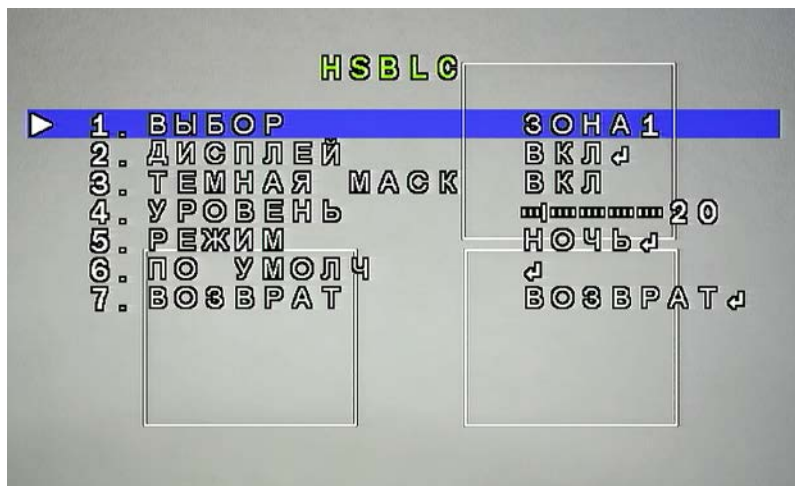 HSBLC
1. ВЫБОР ЗОНА1
2. ДИСПЛЕЙ ВКЛ↲
3. ТЕМНАЯ МАСК ВКЛ
4. УРОВЕНЬ 20
5. РЕЖИМ НОЧЬ↲
6. ПО УМОЛЧ ↲
7. ВОЗВРАТ ВОЗВРАТ↲